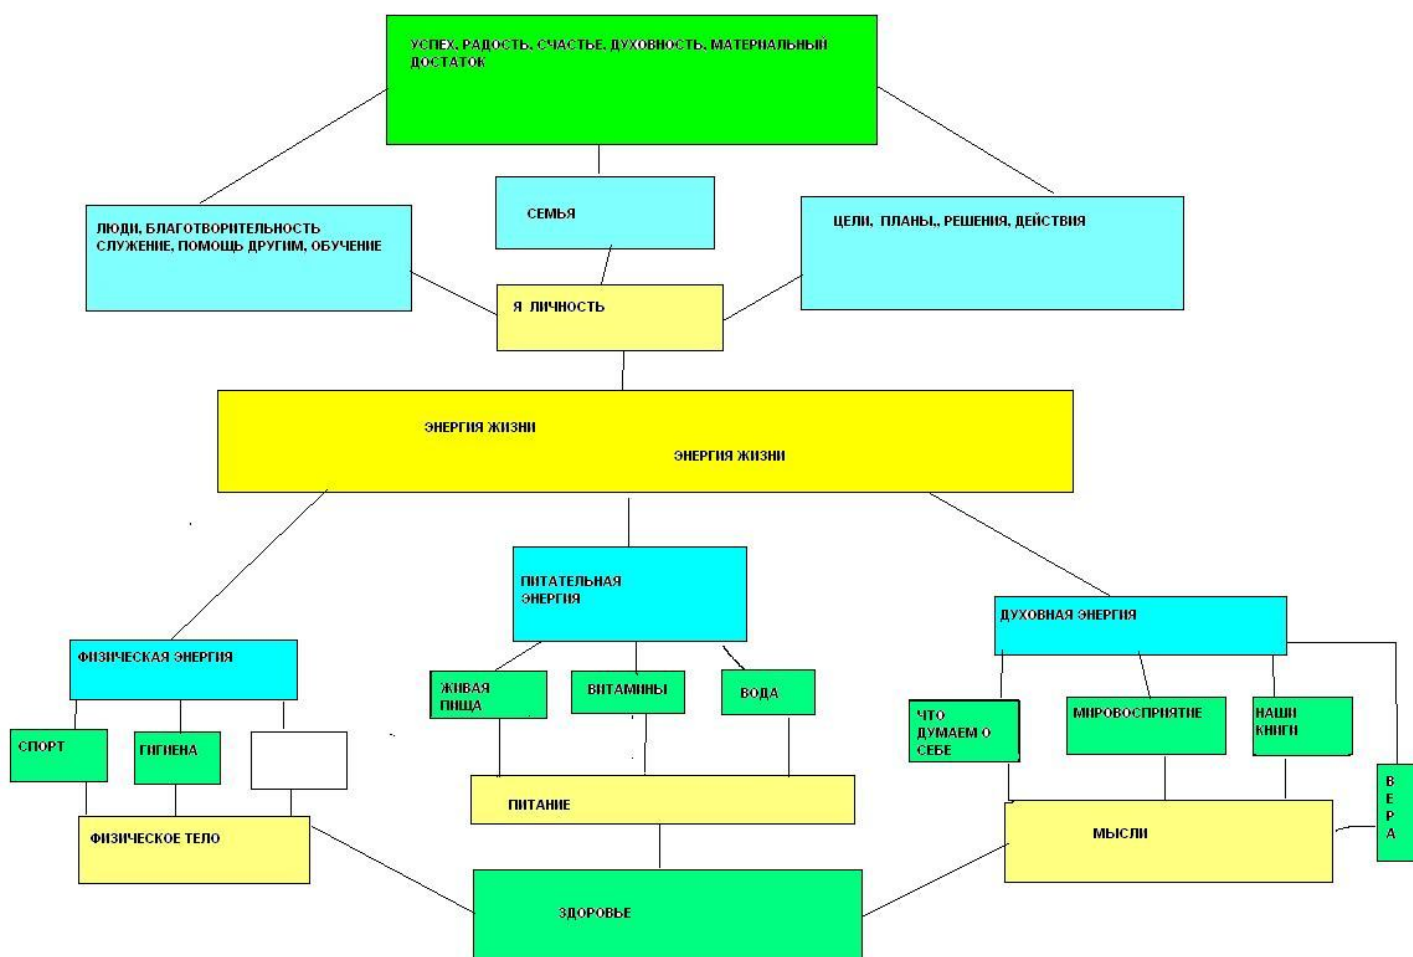 УСПЕХ, РАДОСТЬ, СЧАСТЬЕ, ДУХОВНОСТЬ, МАТЕРИАЛЬНЫЙ
ДОСТАТОК
ЛЮДИ, БЛАГОТВОРИТЕЛЬНОСТЬ
СЛУЖЕНИЕ, ПОМОЩЬ ДРУГИМ, ОБУЧЕНИЕ
СЕМЬЯ
ЦЕЛИ, ПЛАНЫ,, РЕШЕНИЯ, ДЕЙСТВИЯ
Я ЛИЧНОСТЬ
ЭНЕРГИЯ ЖИЗНИ
ЭНЕРГИЯ ЖИЗНИ
ФИЗИЧЕСКАЯ ЭНЕРГИЯ
ПИТАТЕЛЬНАЯ
ЭНЕРГИЯ
ДУХОВНАЯ ЭНЕРГИЯ
СПОРТ
ГИГИЕНА
ЖИВАЯ
ПИЩА
ВИТАМИНЫ
ВОДА
ЧТО
ДУМАЕМ О
СЕБЕ
МИРОВОСПРИЯТИЕ
НАШИ
КНИГИ
В
Е
Р
А
ФИЗИЧЕСКОЕ ТЕЛО
ПИТАНИЕ
МЫСЛИ
ЗДОРОВЬЕ